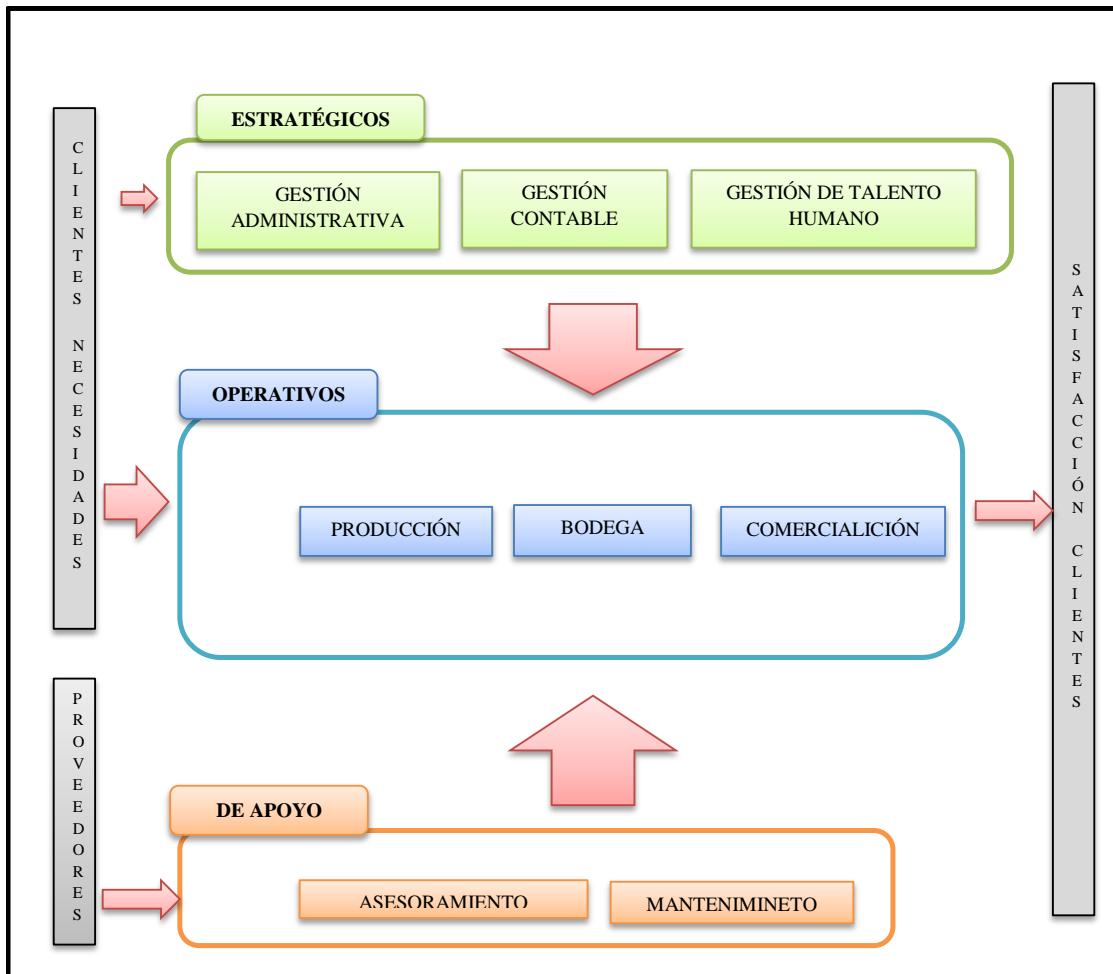 CLIENTES NECESIDADES
ESTRATÉGICOS
GESTIÓN
ADMINISTRATIVA
GESTIÓN
CONTABLE
GESTIÓN DE TALENTO
HUMANO
OPERATIVOS
PRODUCCIÓN
BODEGA
COMERCIALICIÓN
SATISFACCIÓN CLIENTES
PROVEEDORES
DE APOYO
ASESORAMIENTO
MANTENIMINETO